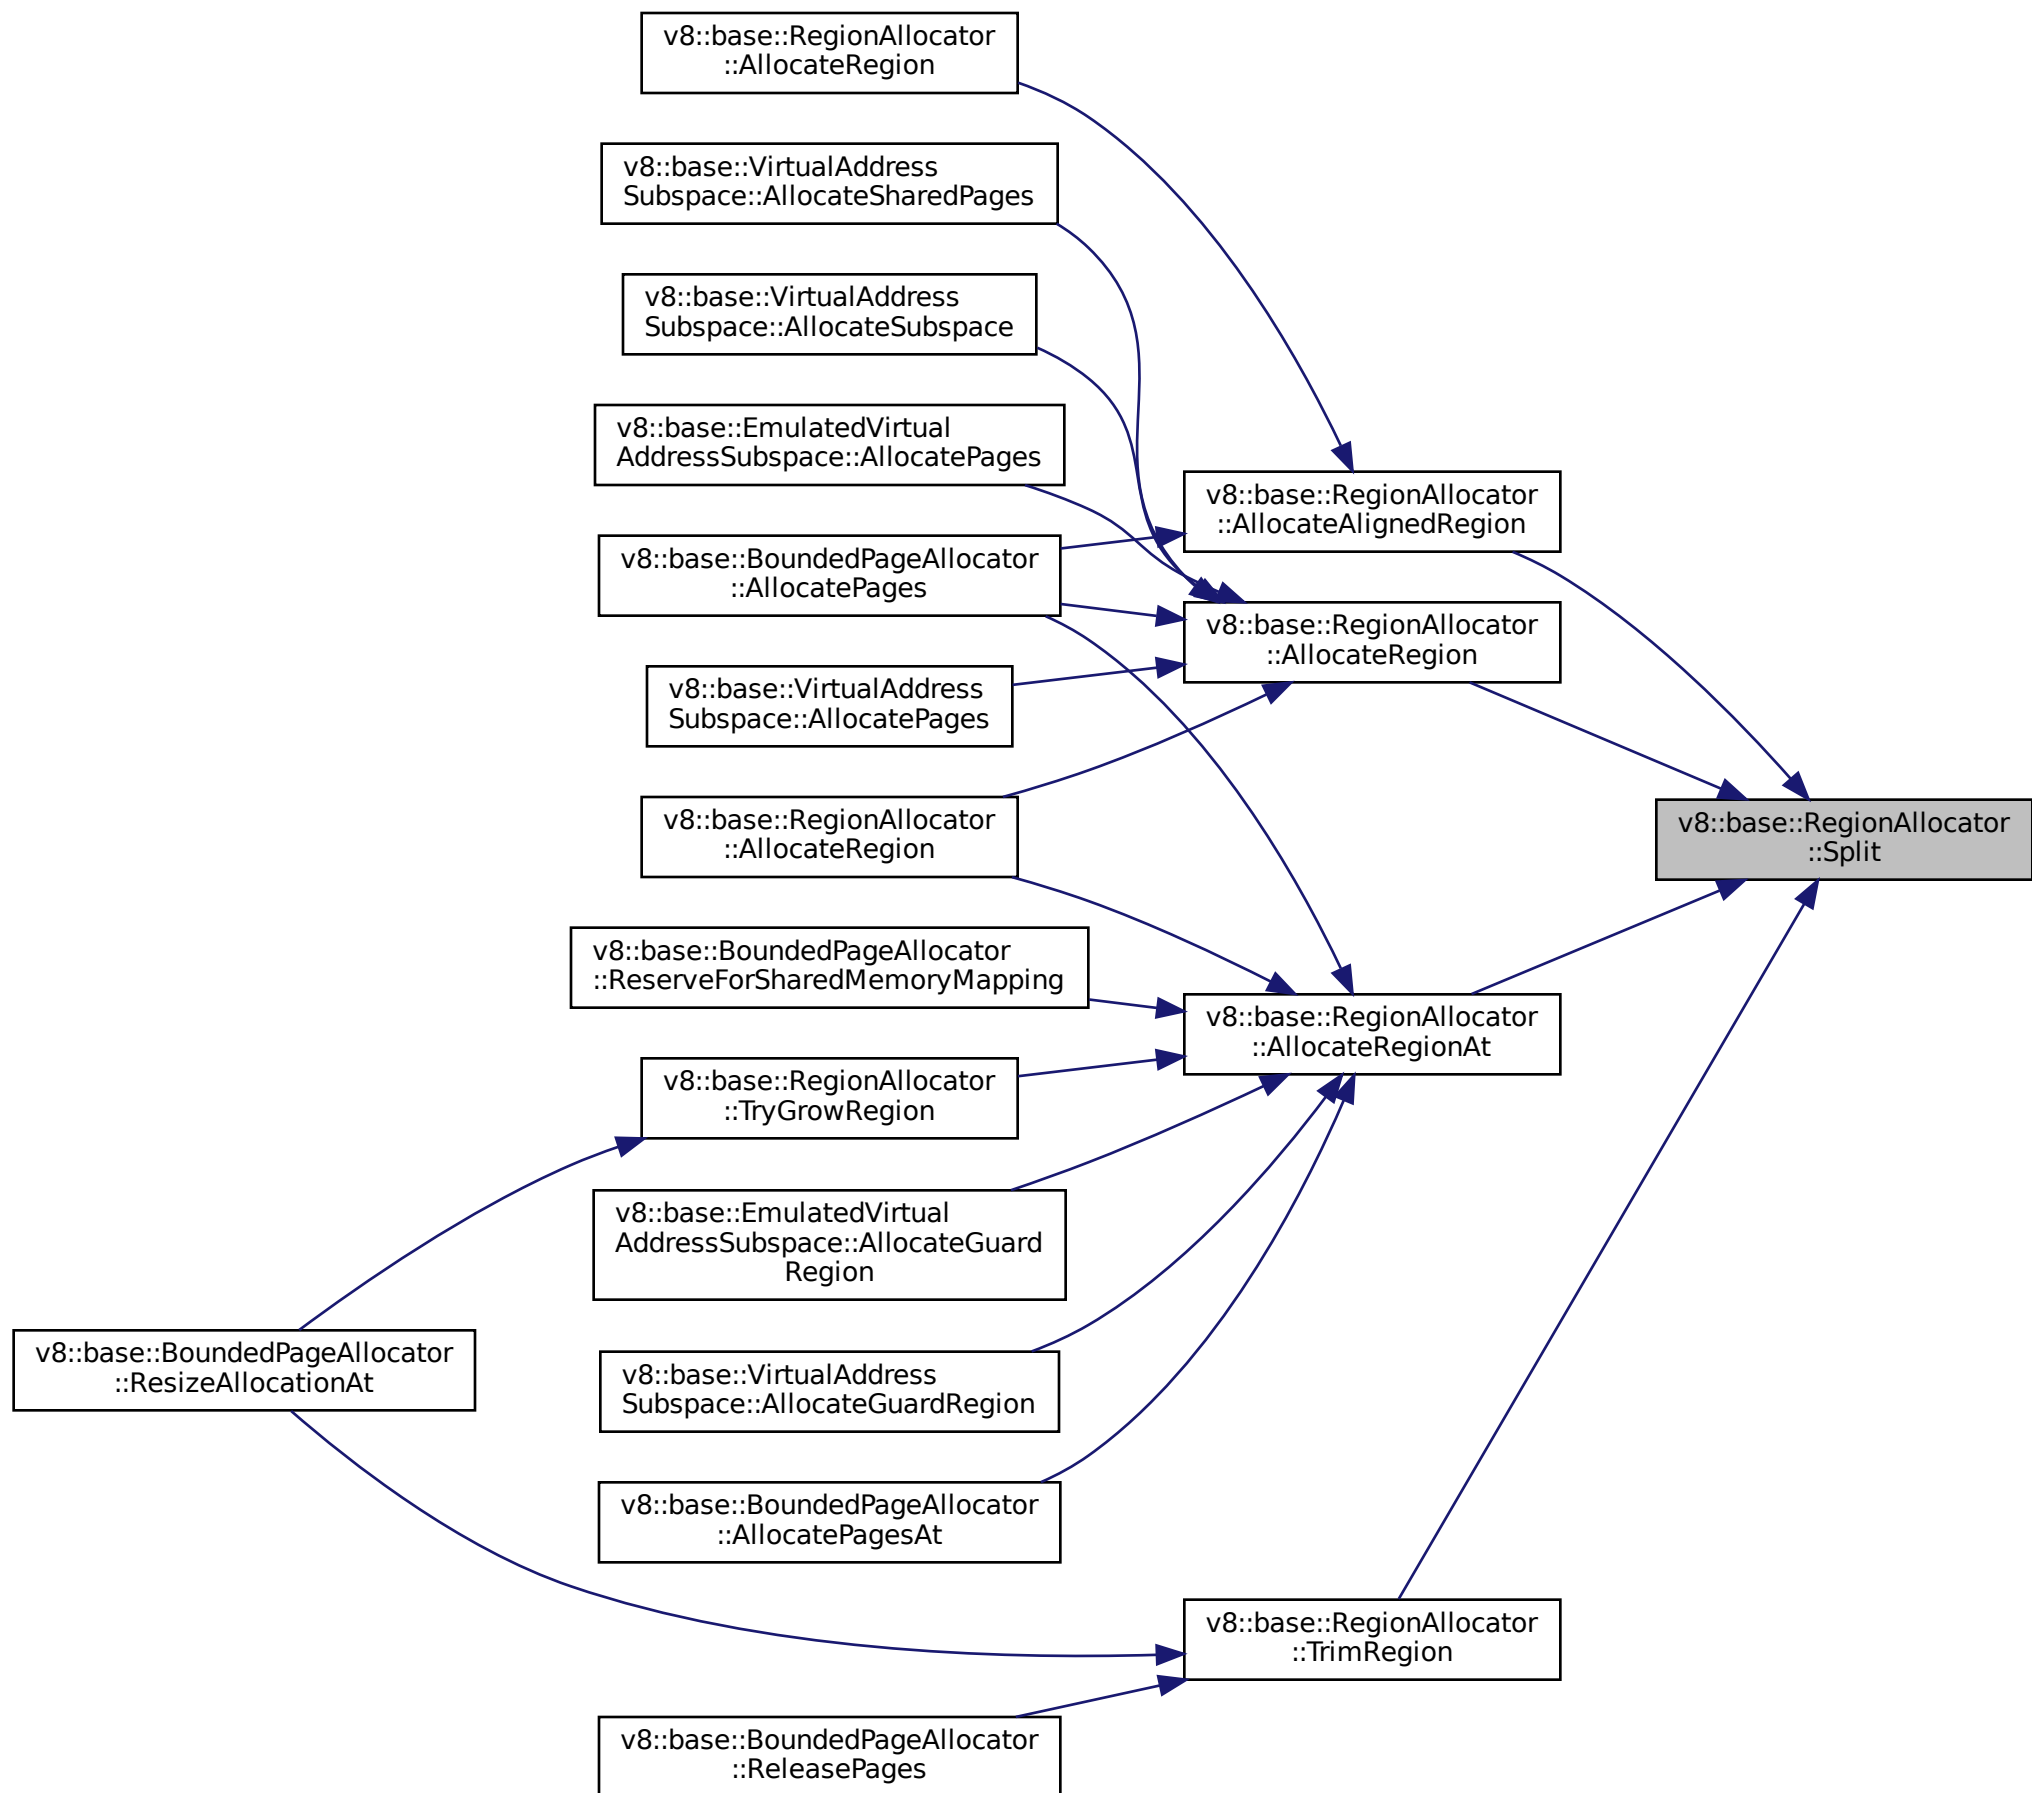 v8::base::RegionAllocator
::AllocateRegion
v8::base::VirtualAddress
Subspace::AllocateSharedPages
v8::base::VirtualAddress
Subspace::AllocateSubspace
v8::base::EmulatedVirtual
AddressSubspace::AllocatePages
v8::base::RegionAllocator
::AllocateAlignedRegion
v8::base::BoundedPageAllocator
::AllocatePages
v8::base::RegionAllocator
::AllocateRegion
v8::base::VirtualAddress
Subspace::AllocatePages
v8::base::RegionAllocator
::AllocateRegion
v8::base::RegionAllocator
::Split
v8::base::BoundedPageAllocator
::ReserveForSharedMemoryMapping
v8::base::RegionAllocator
::AllocateRegionAt
v8::base::RegionAllocator
::TryGrowRegion
v8::base::EmulatedVirtual
AddressSubspace::AllocateGuard
Region
v8::base::BoundedPageAllocator
::ResizeAllocationAt
v8::base::VirtualAddress
Subspace::AllocateGuardRegion
v8::base::BoundedPageAllocator
::AllocatePagesAt
v8::base::RegionAllocator
::TrimRegion
v8::base::BoundedPageAllocator
::ReleasePages